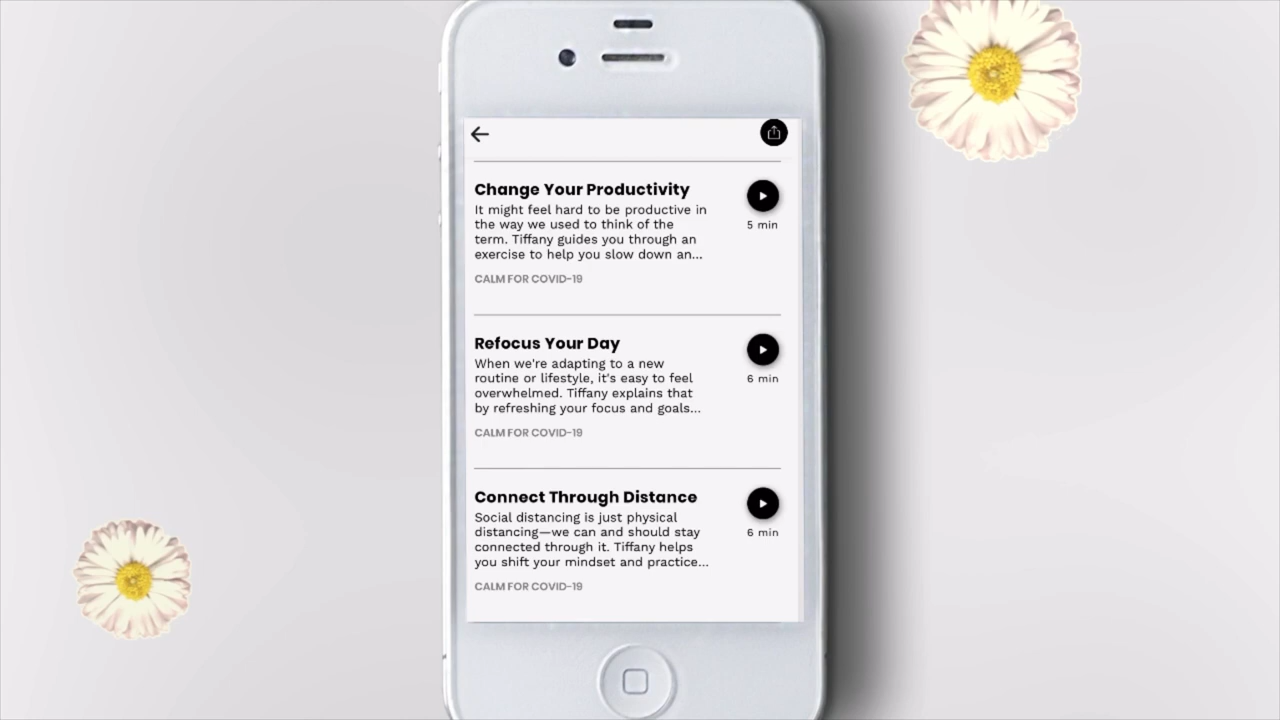 Change Your Productivity
It might feel hard to be productive in
the way we used to think of the
term. Tiffany guides you through an
exercise to help you slow down an...
5 min
CALM FOR COVID-19
Refocus Your Day
When we're adapting to a new
routine or lifestyle, it's easy to feel
overwhelmed. Tiffany explains that
by refreshing your focus and goals...
6 min
CALM FOR COVID-19
Connect Through Distance
Social distancing is just physical
distancing—we can and should stay
connected through it. Tiffany helps
you shift your mindset and practice...
6 min
CALM FOR COVID-19